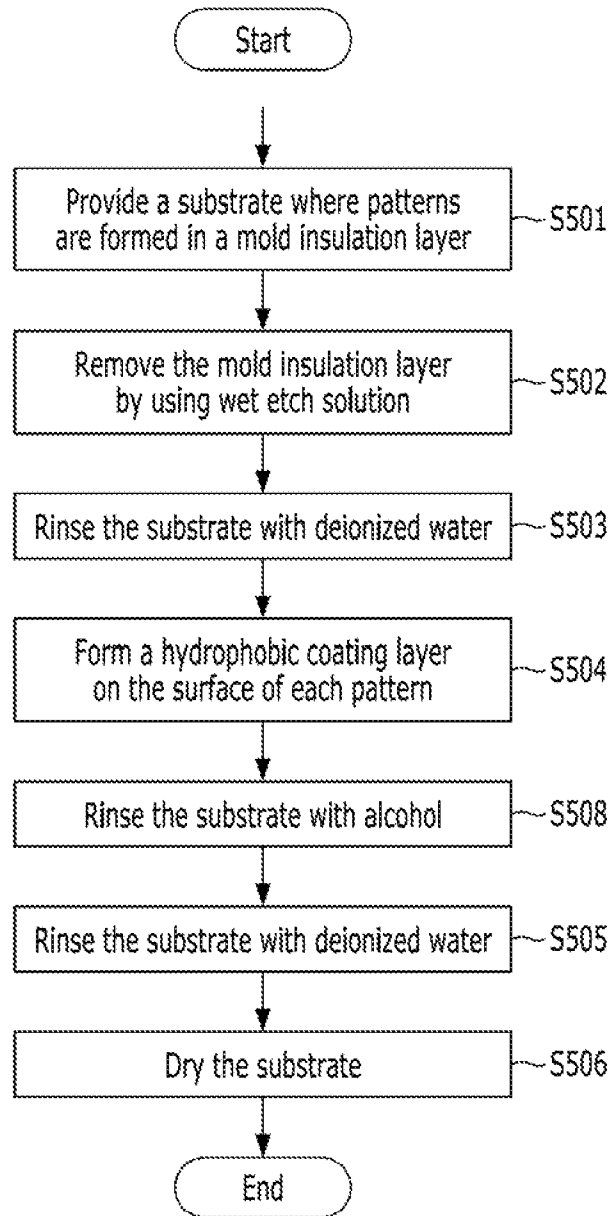 Start
Provide a substrate where patterns
are formed in a mold insulation layer
S501
Remove the mold insulation layer
by using wet etch solution
S502
Rinse the substrate with deionized water
S503
Form a hydrophobic coating layer
on the surface of each pattern
S504
Rinse the substrate with alcohol
S508
Rinse the substrate with deionized water
S505
Dry the substrate
S506
End